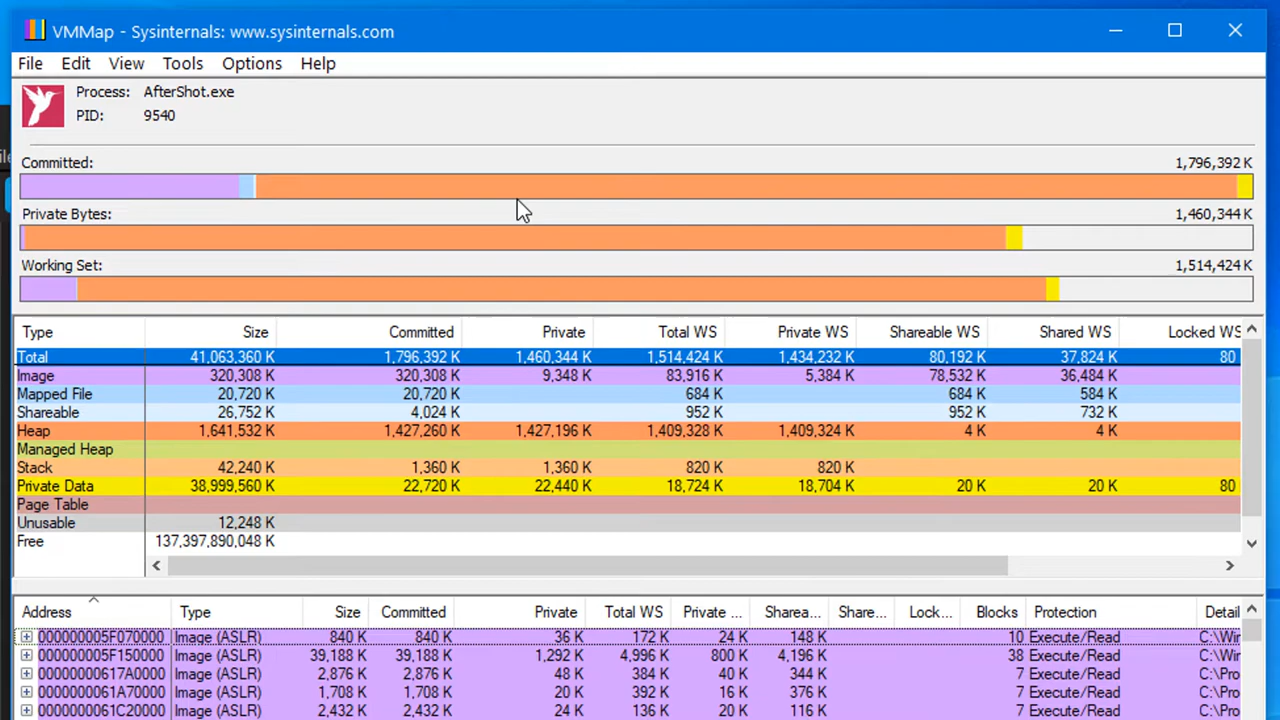 VMMap - Sysinternals: www.sysinternals.com
File Edit View Tools Options Help
Process: AfterShot.exe
PID: 9540
Committed: 1,796,392 K
Private Bytes: 1,460,344 K
Working Set: 1,514,424 K
Type Size Committed Private Total WS Private WS Shareable WS Shared WS Locked WS
Total 41,063,360 K 1,796,392 K 1,460,344 K 1,514,424 K 1,434,232 K 80,192 K 37,824 K 80
Image 320,308 K 320,308 K 9,348 K 83,916 K 5,384 K 78,532 K 36,484 K
Mapped File 20,720 K 20,720 K 684 K 684 K 584 K
Shareable 26,752 K 4,024 K 952 K 952 K 732 K
Heap 1,641,532 K 1,427,260 K 1,427,196 K 1,409,328 K 1,409,324 K 4 K 4 K
Managed Heap
Stack 42,240 K 1,360 K 1,360 K 820 K 820 K
Private Data 38,999,560 K 22,720 K 22,440 K 18,724 K 18,704 K 20 K 20 K 80
Page Table
Unusable 12,248 K
Free 137,397,890,048 K
Address Type Size Committed Private Total WS Private ... Sharea... Share... Lock... Blocks Protection Detail
000000005F070000 Image (ASLR) 840 K 840 K 36 K 172 K 24 K 148 K 10 Execute/Read C:\Wir
000000005F150000 Image (ASLR) 39,188 K 39,188 K 1,292 K 4,996 K 800 K 4,196 K 38 Execute/Read C:\Wir
00000000617A0000 Image (ASLR) 2,876 K 2,876 K 48 K 384 K 40 K 344 K 7 Execute/Read C:\Pro
0000000061A70000 Image (ASLR) 1,708 K 1,708 K 20 K 392 K 16 K 376 K 7 Execute/Read C:\Pro
0000000061C20000 Image (ASLR) 2,432 K 2,432 K 24 K 136 K 20 K 116 K 7 Execute/Read C:\Pro